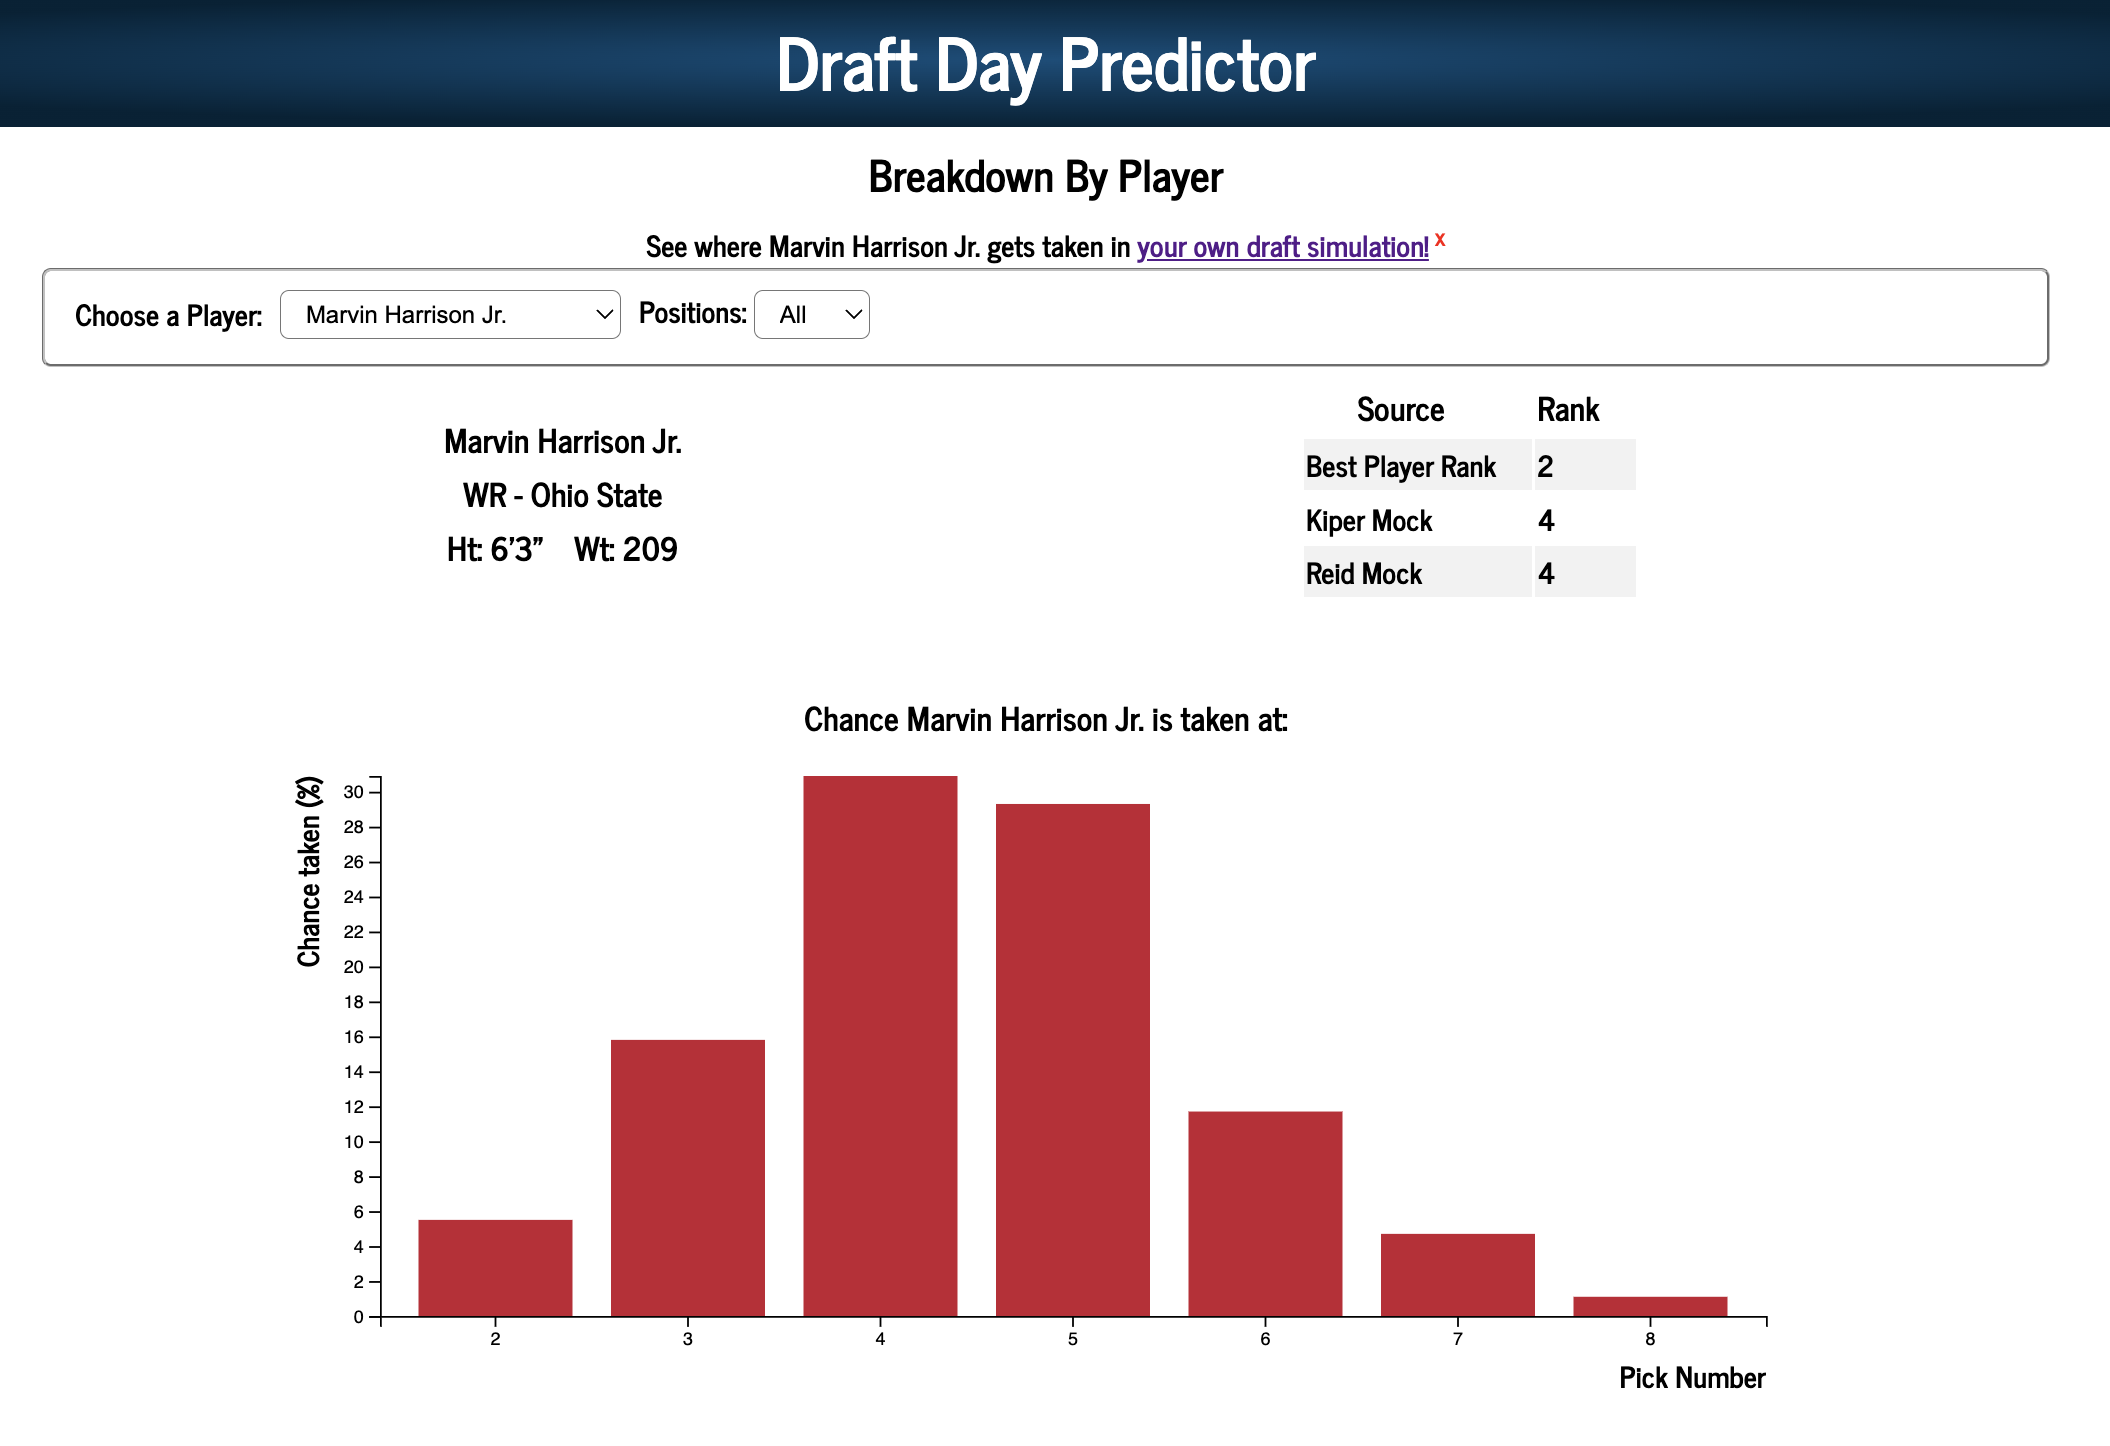 Draft Day Predictor
Breakdown By Player
See where Marvin Harrison Jr. gets taken in your own draft simulation! x
Choose a Player: Marvin Harrison Jr. Positions: All
Marvin Harrison Jr.
WR - Ohio State
Ht: 6'3" Wt: 209
Source Rank
Best Player Rank 2
Kiper Mock 4
Reid Mock 4
Chance Marvin Harrison Jr. is taken at:
Chance taken (%)
30
28
26
24
22
20
18
16
14
12
10
8
6
4
2
0
2 3 4 5 6 7 8
Pick Number